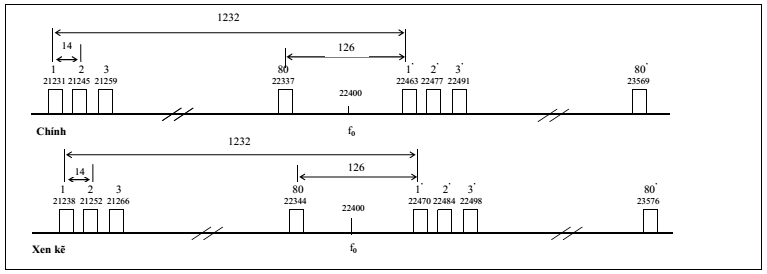 1232
14
126
1 2 3 80 1' 2' 3' 80'
21231 21245 21259 22337 22400 22463 22477 22491 23569
Chính f₀
1232
14 126
1 2 3 80 1' 2' 3' 80'
21238 21252 21266 22344 22400 22470 22484 22498 23576
Xen kẽ f₀